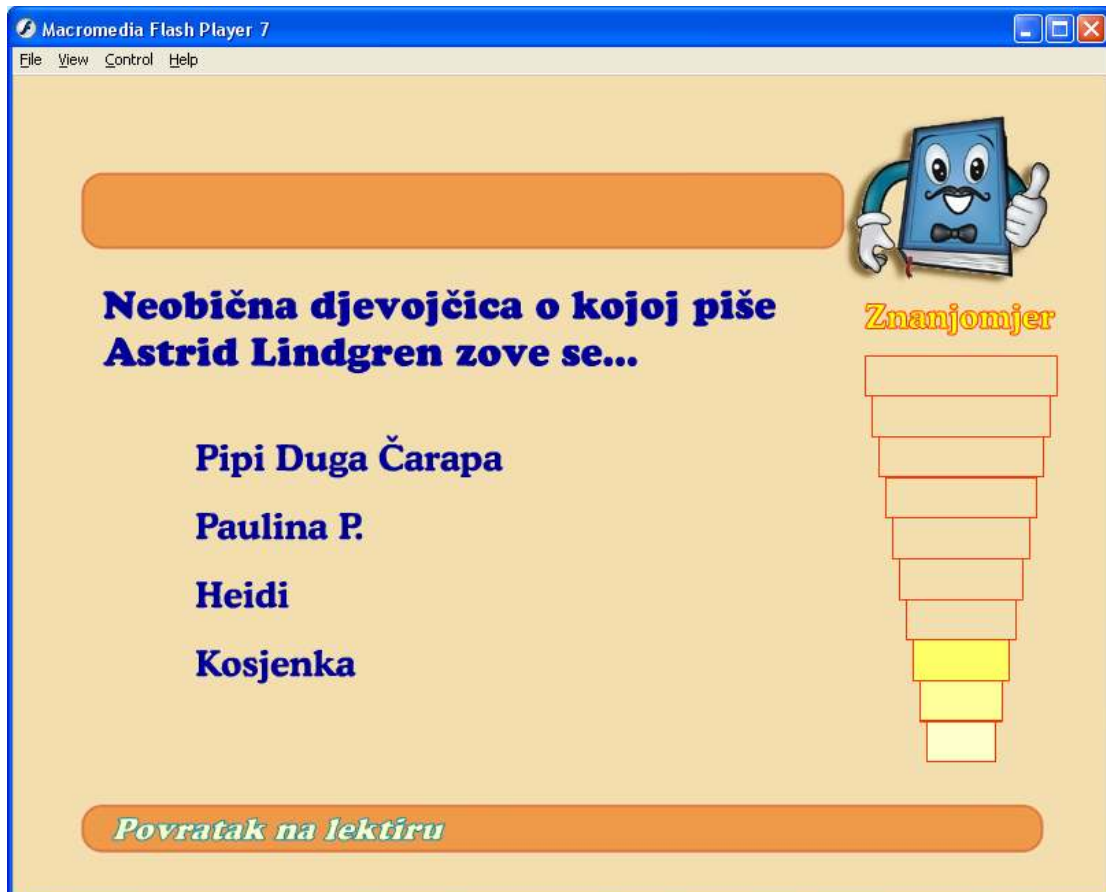 Macromedia Flash Player 7
File View Control Help
Neobična djevojčica o kojoj piše
Astrid Lindgren zove se...
Znanjomjer
Pipi Duga Čarapa
Paulina P.
Heidi
Kosjenka
Povratak na lektiru